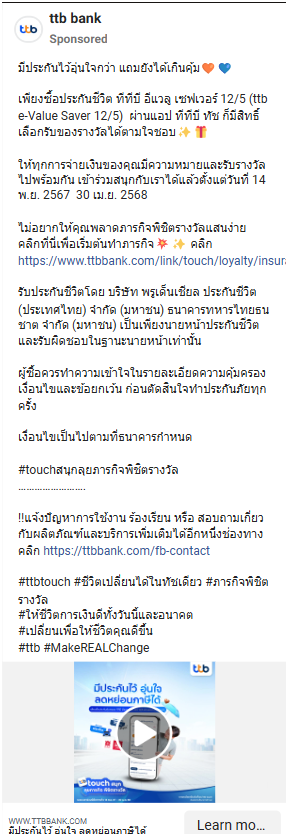 ttb bank
Sponsored
มีประกันไว้อุ่นใจกว่า แถมยังได้เกินคุ้ม🧡💙
เพียงซื้อประกันชีวิต ทีทีบี อีแวลู เซฟเวอร์ 12/5 (ttb
e-Value Saver 12/5) ผ่านแอป ทีทีบี ทัช ก็มีสิทธิ์
เลือกรับของรางวัลได้ตามใจชอบ✨🎁
ให้ทุกการจ่ายเงินของคุณมีความหมายและรับรางวัล
ไปพร้อมกัน เข้าร่วมสนุกกับเราได้แล้วตั้งแต่วันที่ 14
พ.ย. 2567  30 เม.ย. 2568
ไม่อยากให้คุณพลาดภารกิจพิชิตรางวัลแสนง่าย
คลิกที่นี่เพื่อเริ่มต้นทำภารกิจ💥 ✨ คลิก
https://www.ttbbank.com/link/touch/loyalty/insura
รับประกันชีวิตโดย บริษัท พรูเด็นเชียล ประกันชีวิต
(ประเทศไทย) จำกัด (มหาชน) ธนาคารทหารไทยธน
ชาต จำกัด (มหาชน) เป็นเพียงนายหน้าประกันชีวิต
และรับผิดชอบในฐานะนายหน้าเท่านั้น
ผู้ซื้อควรทำความเข้าใจในรายละเอียดความคุ้มครอง
เงื่อนไขและข้อยกเว้น ก่อนตัดสินใจทำประกันภัยทุก
ครั้ง
เงื่อนไขเป็นไปตามที่ธนาคารกำหนด
#touchสนุกลุยภารกิจพิชิตรางวัล
…………………….
!!แจ้งปัญหาการใช้งาน ร้องเรียน หรือ สอบถามเกี่ยว
กับผลิตภัณฑ์และบริการเพิ่มเติมได้อีกหนึ่งช่องทาง
คลิก https://ttbbank.com/fb-contact
#ttbtouch #ชีวิตเปลี่ยนได้ในทัชเดียว #ภารกิจพิชิต
รางวัล
#ให้ชีวิตการเงินดีทั้งวันนี้และอนาคต
#เปลี่ยนเพื่อให้ชีวิตคุณดีขึ้น
#ttb #MakeREALChange
ttb
มีประกันไว้ อุ่นใจ
ลดหย่อนภาษีได้
touch
WWW.TTBBANK.COM
มีประกันไว้ อุ่นใจ ลดหย่อนภาษีได้
Learn mo...